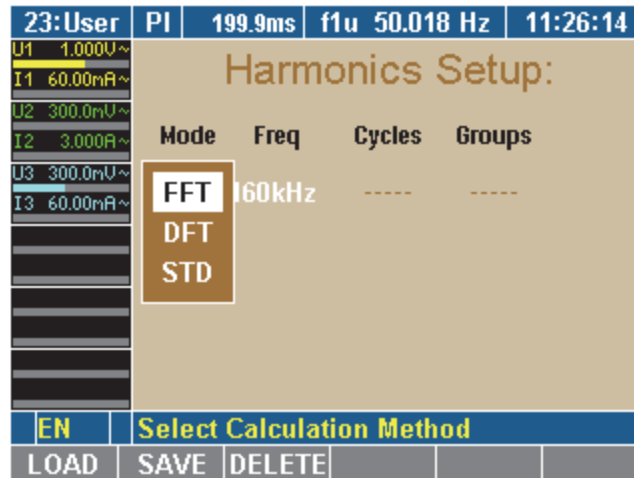 23:User PI 199.9ms f1u 50.018 Hz 11:26:14
U1 1.000V~
I1 60.00mA~
U2 300.0mV~
I2 3.000A~
U3 300.0mV~
I3 60.00mA~
Harmonics Setup:
Mode Freq Cycles Groups
FFT 160kHz ----- -----
DFT
STD
EN Select Calculation Method
LOAD SAVE DELETE